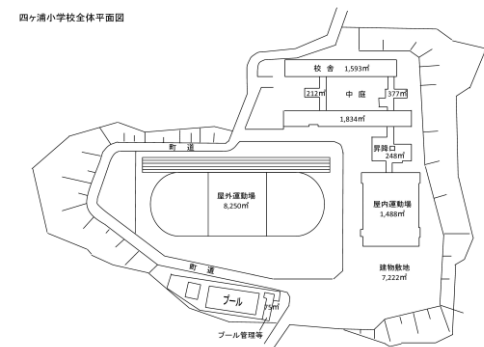 四ヶ浦小学校全体平面図
校 舎 1,593㎡
212㎡
中 庭
377㎡
1,834㎡
町 道
昇降口
248㎡
屋外運動場
8,250㎡
屋内運動場
1,488㎡
町 道
建物敷地
7,222㎡
プール
75㎡
プール管理等